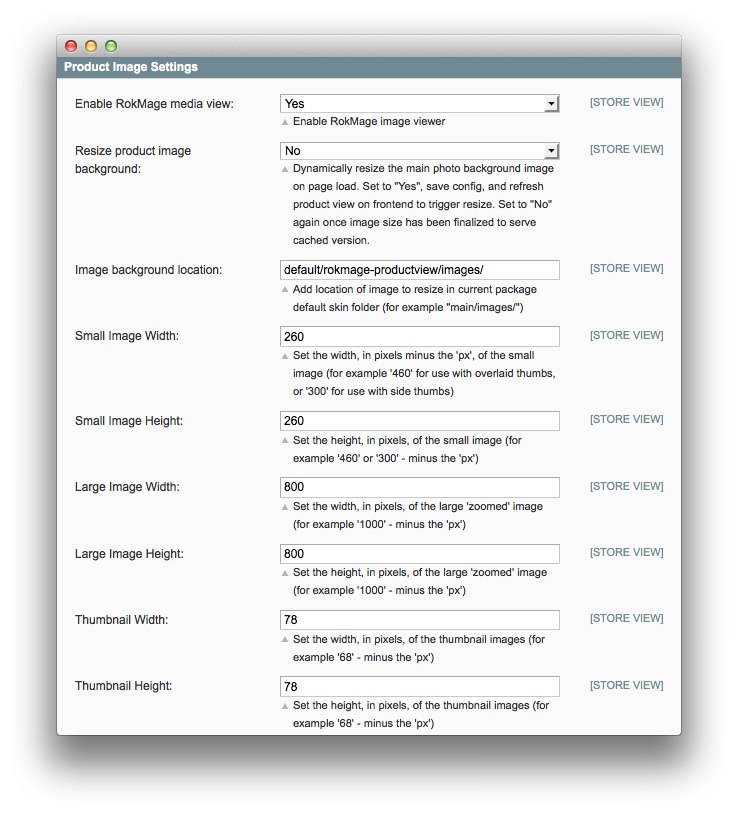 Product Image Settings
Enable RokMage media view:
Yes
[STORE VIEW]
Enable RokMage image viewer
Resize product image
background:
No
[STORE VIEW]
Dynamically resize the main photo background image
on page load. Set to "Yes", save config, and refresh
product view on frontend to trigger resize. Set to "No"
again once image size has been finalized to serve
cached version.
Image background location:
default/rokmage-productview/images/
[STORE VIEW]
Add location of image to resize in current package
default skin folder (for example "main/images/")
Small Image Width:
260
[STORE VIEW]
Set the width, in pixels minus the 'px', of the small
image (for example '460' for use with overlaid thumbs,
or '300' for use with side thumbs)
Small Image Height:
260
[STORE VIEW]
Set the height, in pixels, of the small image (for
example '460' or '300' - minus the 'px')
Large Image Width:
800
[STORE VIEW]
Set the width, in pixels, of the large 'zoomed' image
(for example '1000' - minus the 'px')
Large Image Height:
800
[STORE VIEW]
Set the height, in pixels, of the large 'zoomed' image
(for example '1000' - minus the 'px')
Thumbnail Width:
78
[STORE VIEW]
Set the width, in pixels, of the thumbnail images (for
example '68' - minus the 'px')
Thumbnail Height:
78
[STORE VIEW]
Set the height, in pixels, of the thumbnail images (for
example '68' - minus the 'px')